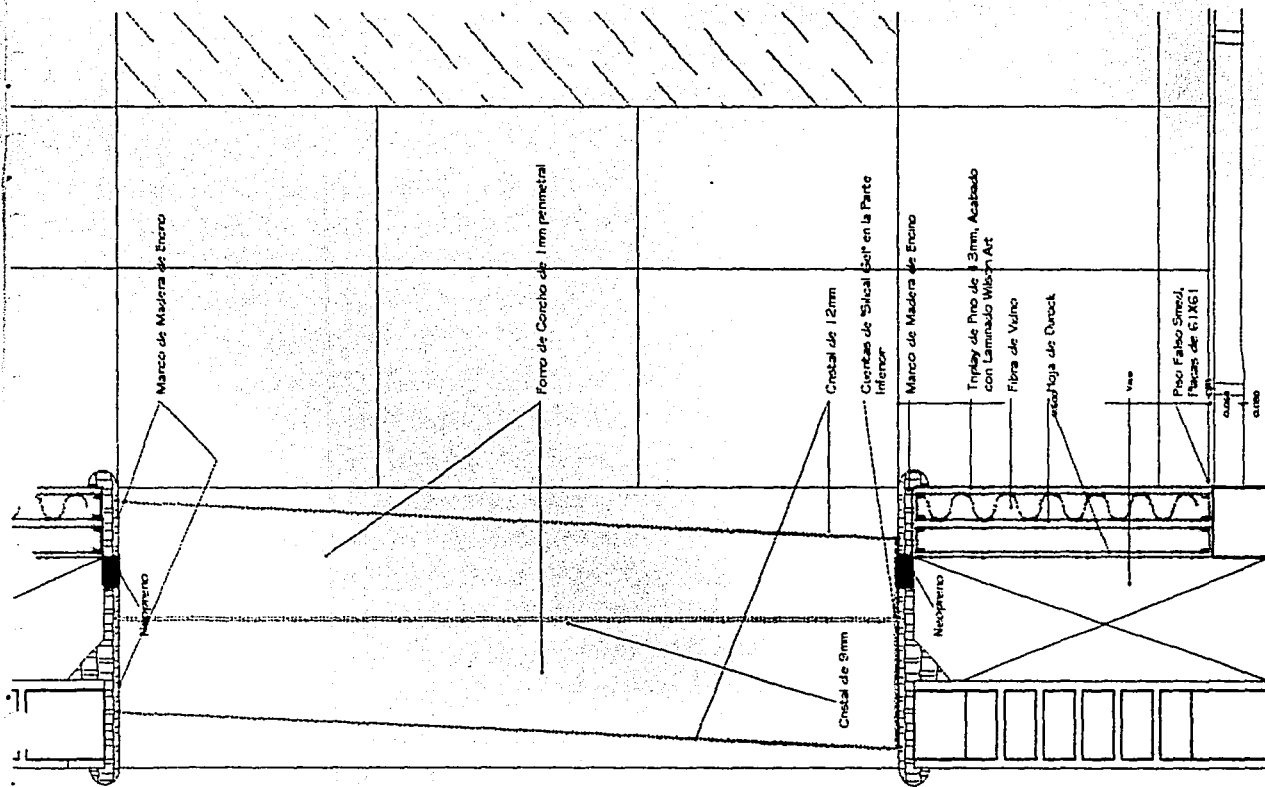 Marco de Madera de Encino
Forro de Corcho de 1mm perimetral
Cristal de 12mm
Cuentas de "Silical Gel" en la Parte
Inferior
Marco de Madera de Encino
Triplay de Pino de 13mm, Acabado
con Laminado Wilson Art
Fibra de Vidrio
Hoja de Durock
Piso Falso Smed,
Placas de 61X61
Neopreno
Neopreno
Cristal de 9mm